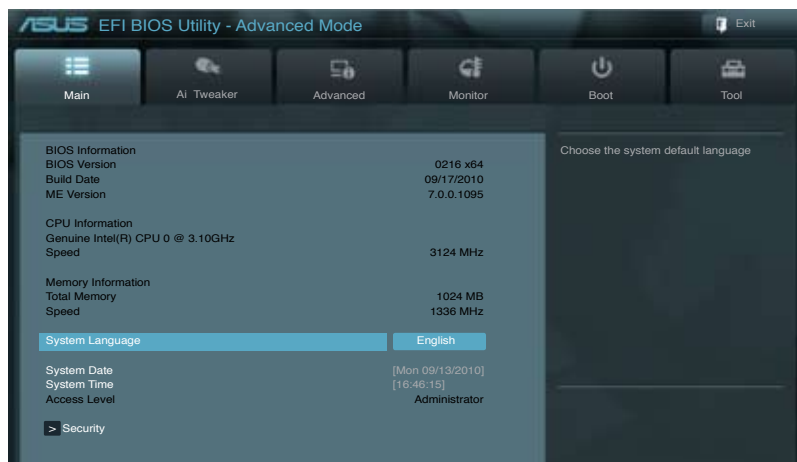 ASUS EFI BIOS Utility - Advanced Mode
Exit
Main
Ai Tweaker
Advanced
Monitor
Boot
Tool
BIOS Information
BIOS Version 0216 x64
Build Date 09/17/2010
ME Version 7.0.0.1095
CPU Information
Genuine Intel(R) CPU 0 @ 3.10GHz
Speed 3124 MHz
Memory Information
Total Memory 1024 MB
Speed 1336 MHz
System Language English
System Date [Mon 09/13/2010]
System Time [16:46:15]
Access Level Administrator
> Security
Choose the system default language